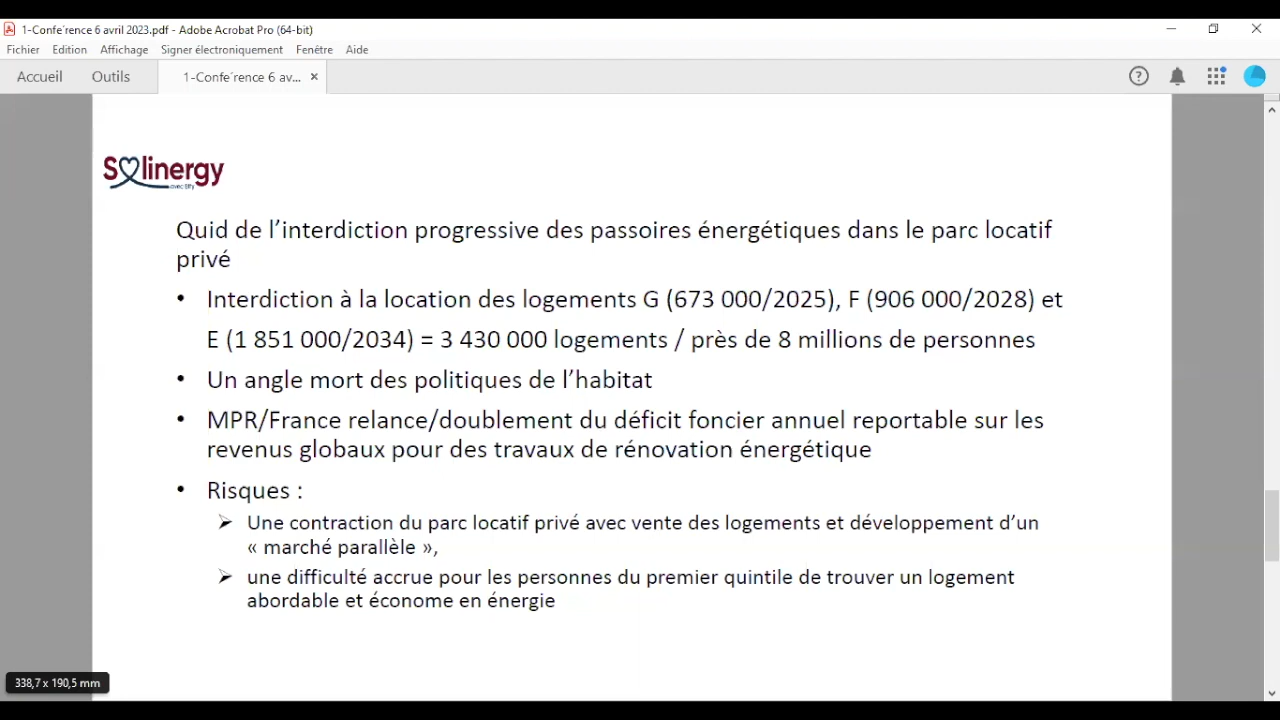 1-Confe´rence 6 avril 2023.pdf - Adobe Acrobat Pro (64-bit)
Fichier Edition Affichage Signer électroniquement Fenêtre Aide
Accueil Outils 1-Confe´rence 6 av... ×
Solinergy
avec Effy
Quid de l’interdiction progressive des passoires énergétiques dans le parc locatif
privé
• Interdiction à la location des logements G (673 000/2025), F (906 000/2028) et
E (1 851 000/2034) = 3 430 000 logements / près de 8 millions de personnes
• Un angle mort des politiques de l’habitat
• MPR/France relance/doublement du déficit foncier annuel reportable sur les
revenus globaux pour des travaux de rénovation énergétique
• Risques :
➢ Une contraction du parc locatif privé avec vente des logements et développement d’un
« marché parallèle »,
➢ une difficulté accrue pour les personnes du premier quintile de trouver un logement
abordable et économe en énergie
338,7 x 190,5 mm